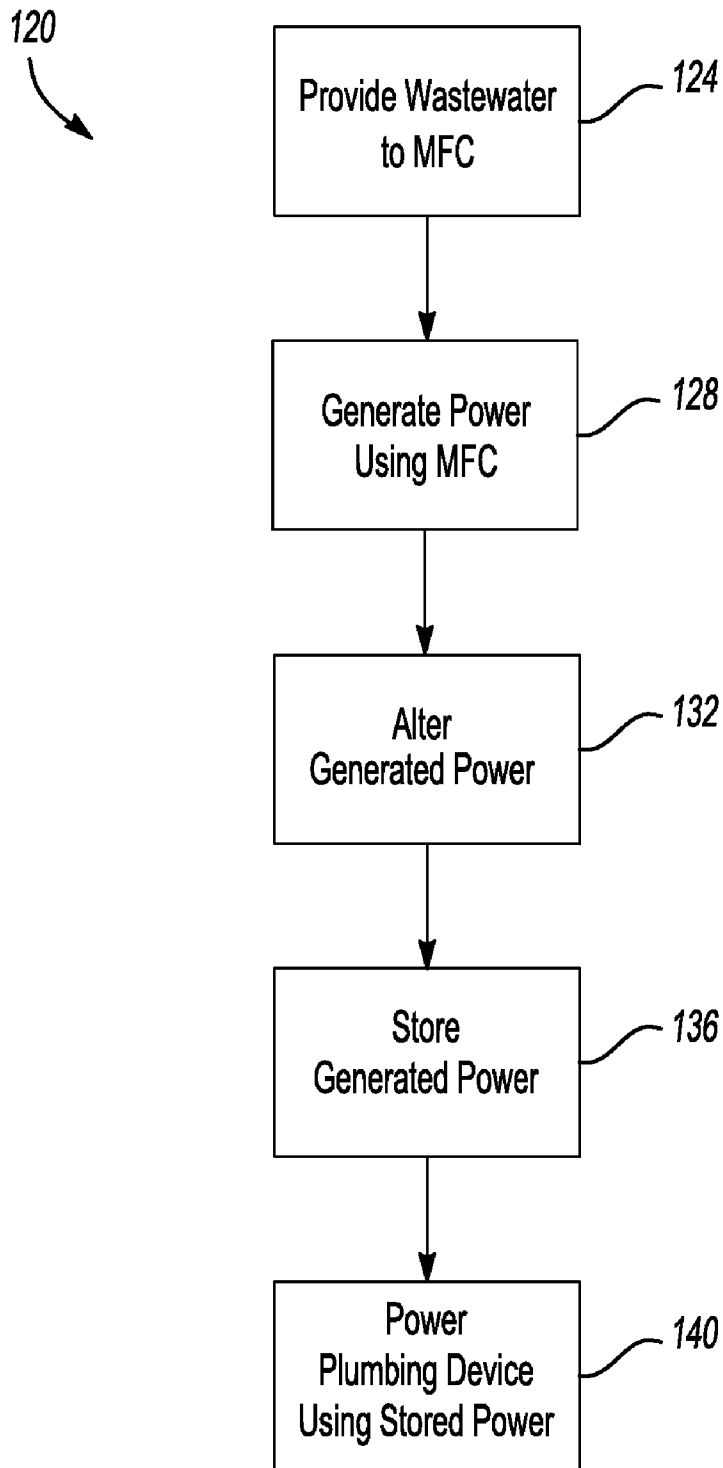 120
Provide Wastewater
to MFC
124
Generate Power
Using MFC
128
Alter
Generated Power
132
Store
Generated Power
136
Power
Plumbing Device
Using Stored Power
140